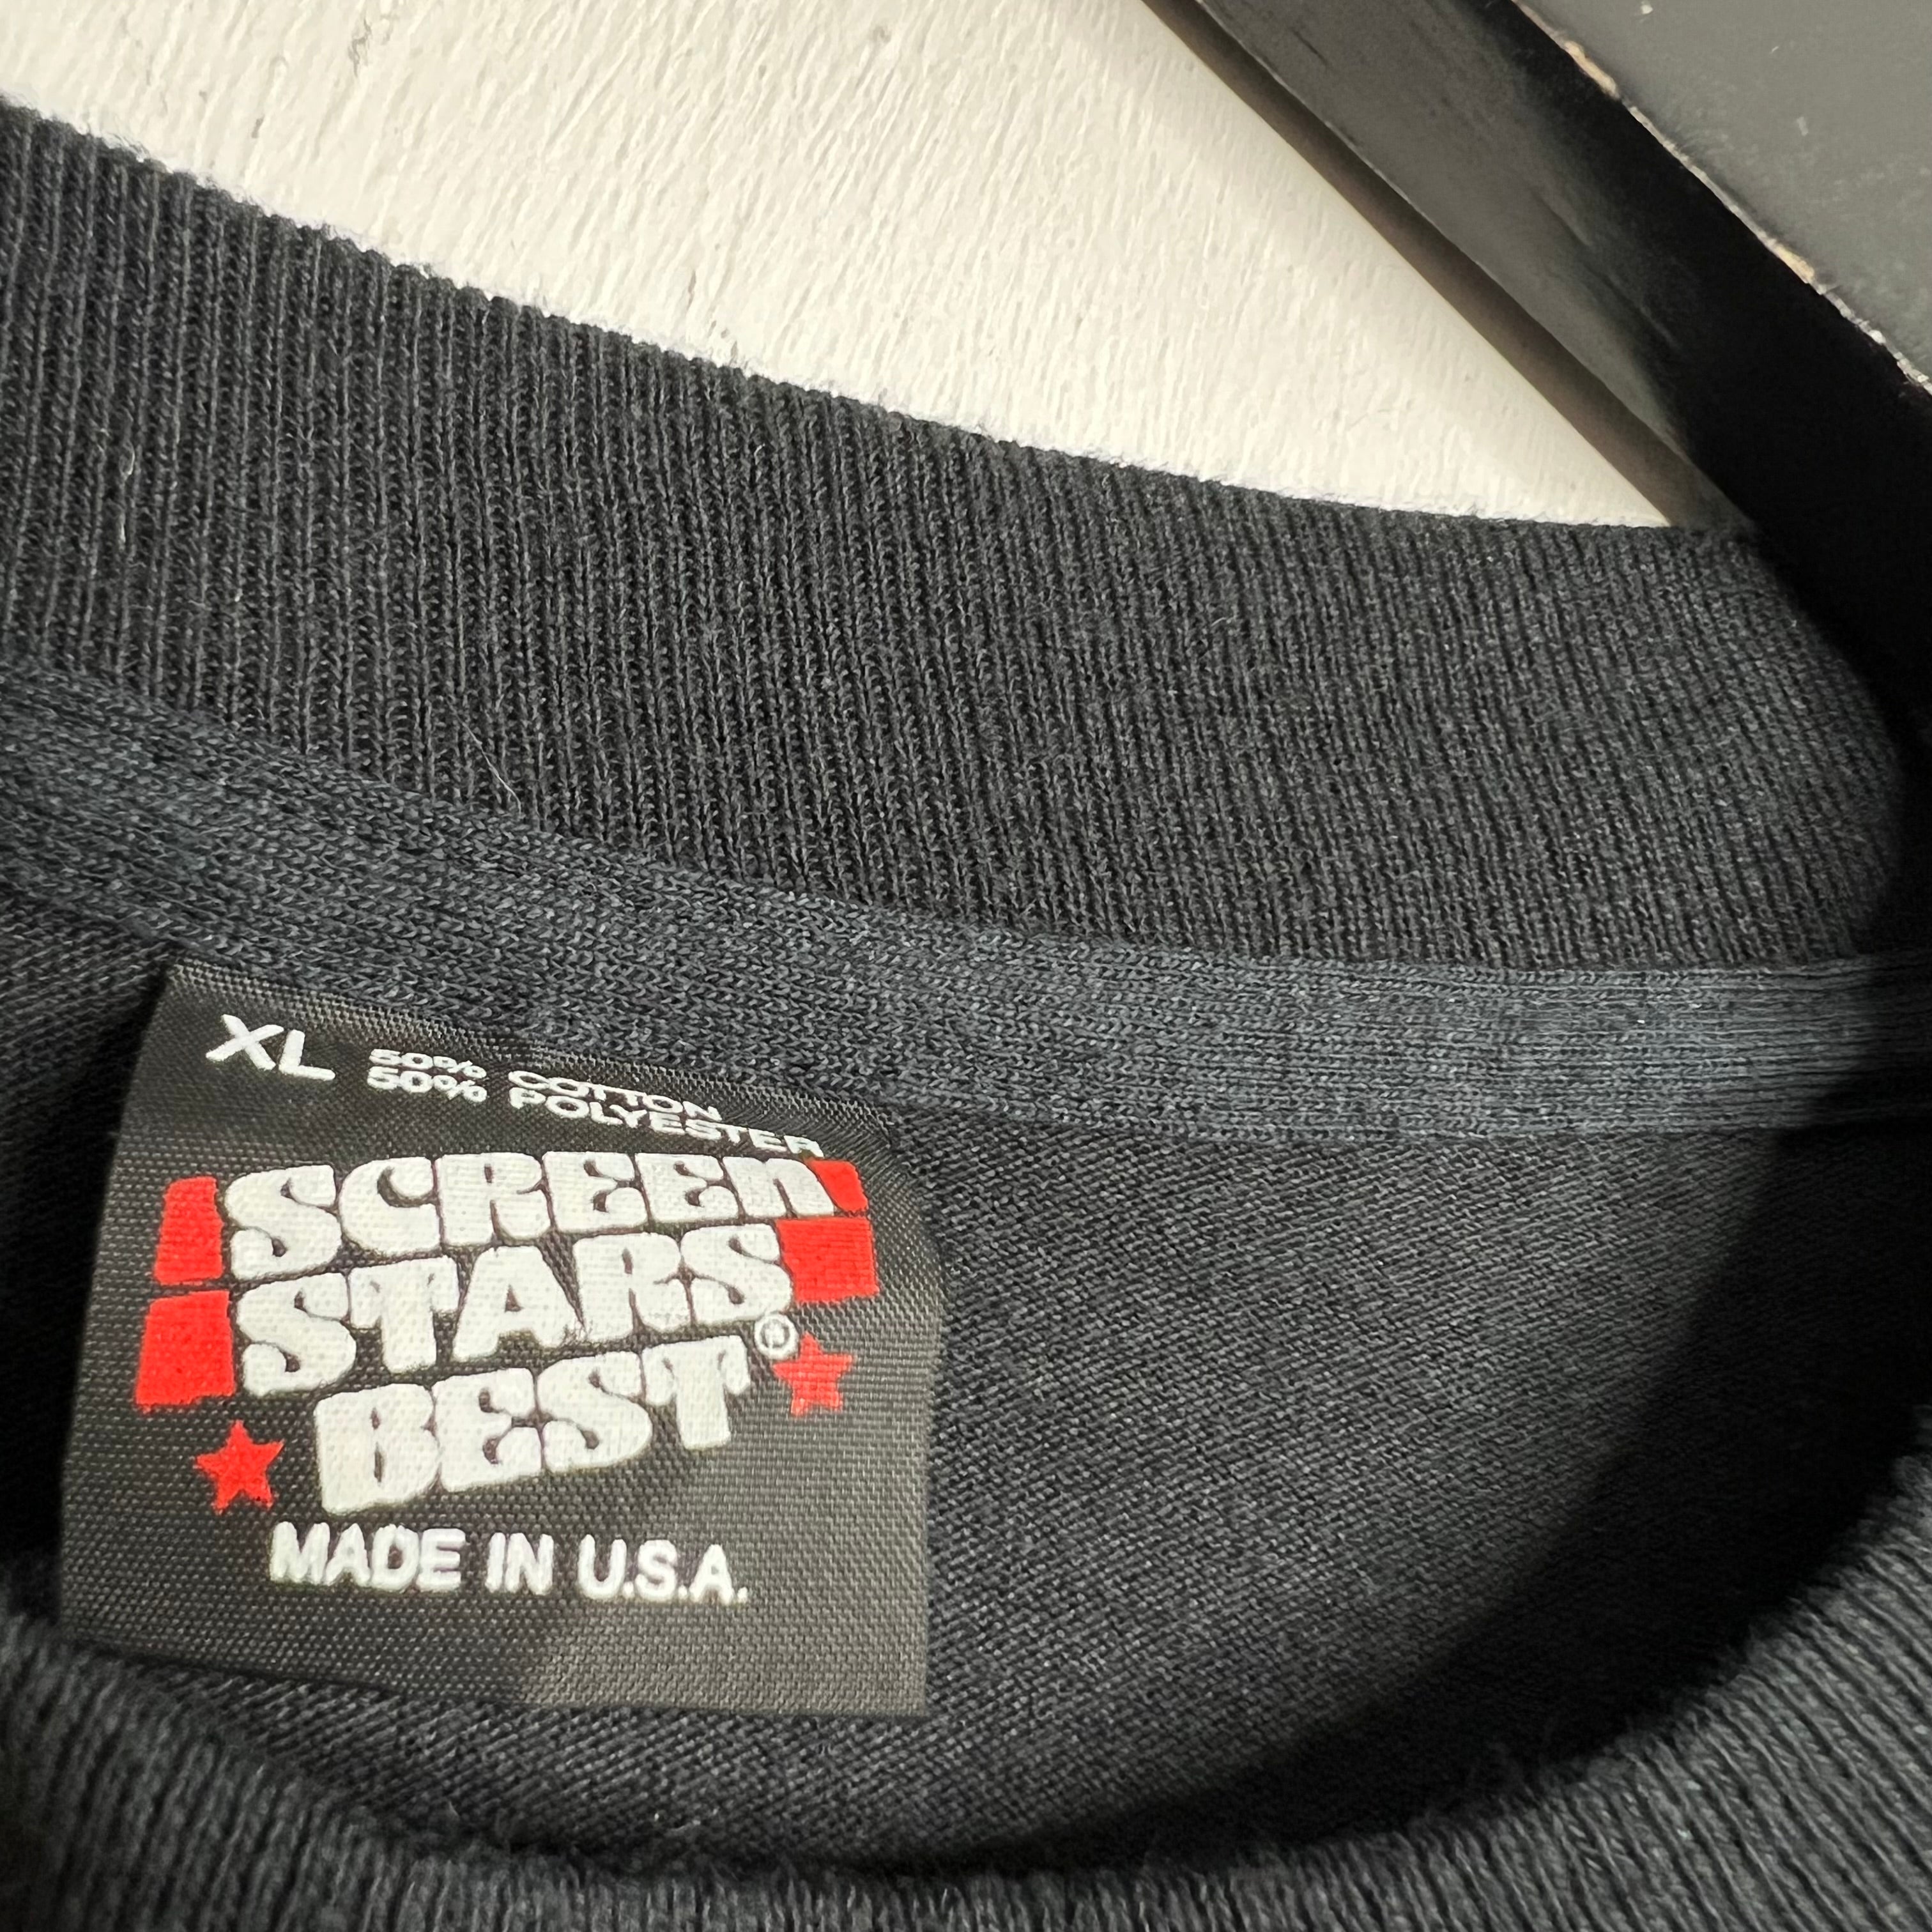 XL
50% COTTON
50% POLYESTER
SCREEN
STARS
BEST®
MADE IN U.S.A.